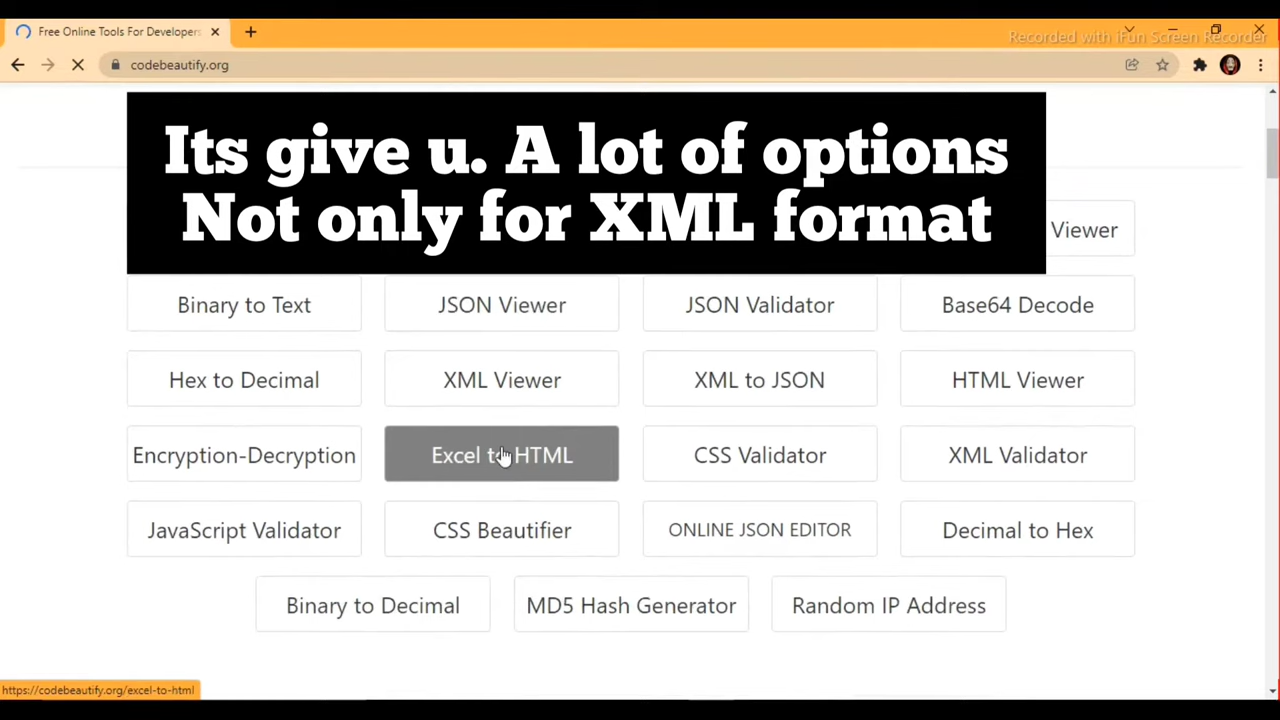 Free Online Tools For Developers
Recorded with iFun Screen Recorder
codebeautify.org
Its give u. A lot of options
Not only for XML format
Viewer
Binary to Text
JSON Viewer
JSON Validator
Base64 Decode
Hex to Decimal
XML Viewer
XML to JSON
HTML Viewer
Encryption-Decryption
Excel to HTML
CSS Validator
XML Validator
JavaScript Validator
CSS Beautifier
ONLINE JSON EDITOR
Decimal to Hex
Binary to Decimal
MD5 Hash Generator
Random IP Address
https://codebeautify.org/excel-to-html